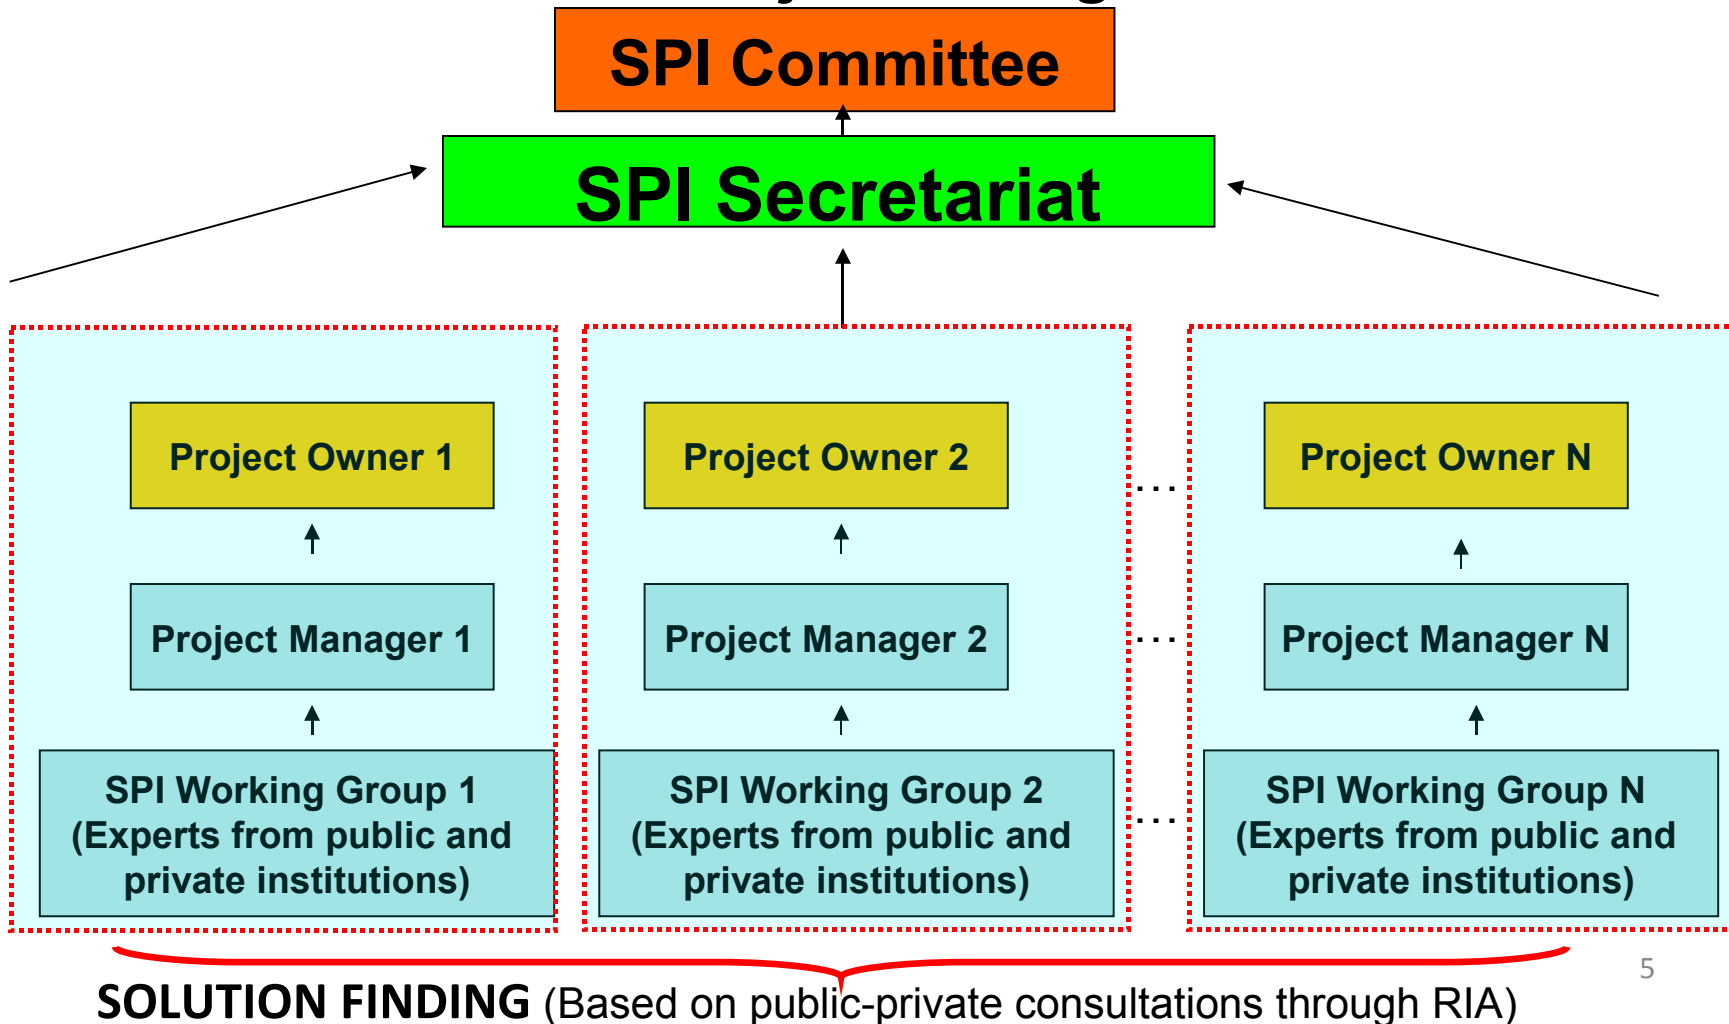 SPI Committee
SPI Secretariat
Project Owner 1
Project Owner 2
...
Project Owner N
Project Manager 1
Project Manager 2
...
Project Manager N
SPI Working Group 1
(Experts from public and
private institutions)
SPI Working Group 2
(Experts from public and
private institutions)
...
SPI Working Group N
(Experts from public and
private institutions)
5
SOLUTION FINDING (Based on public-private consultations through RIA)